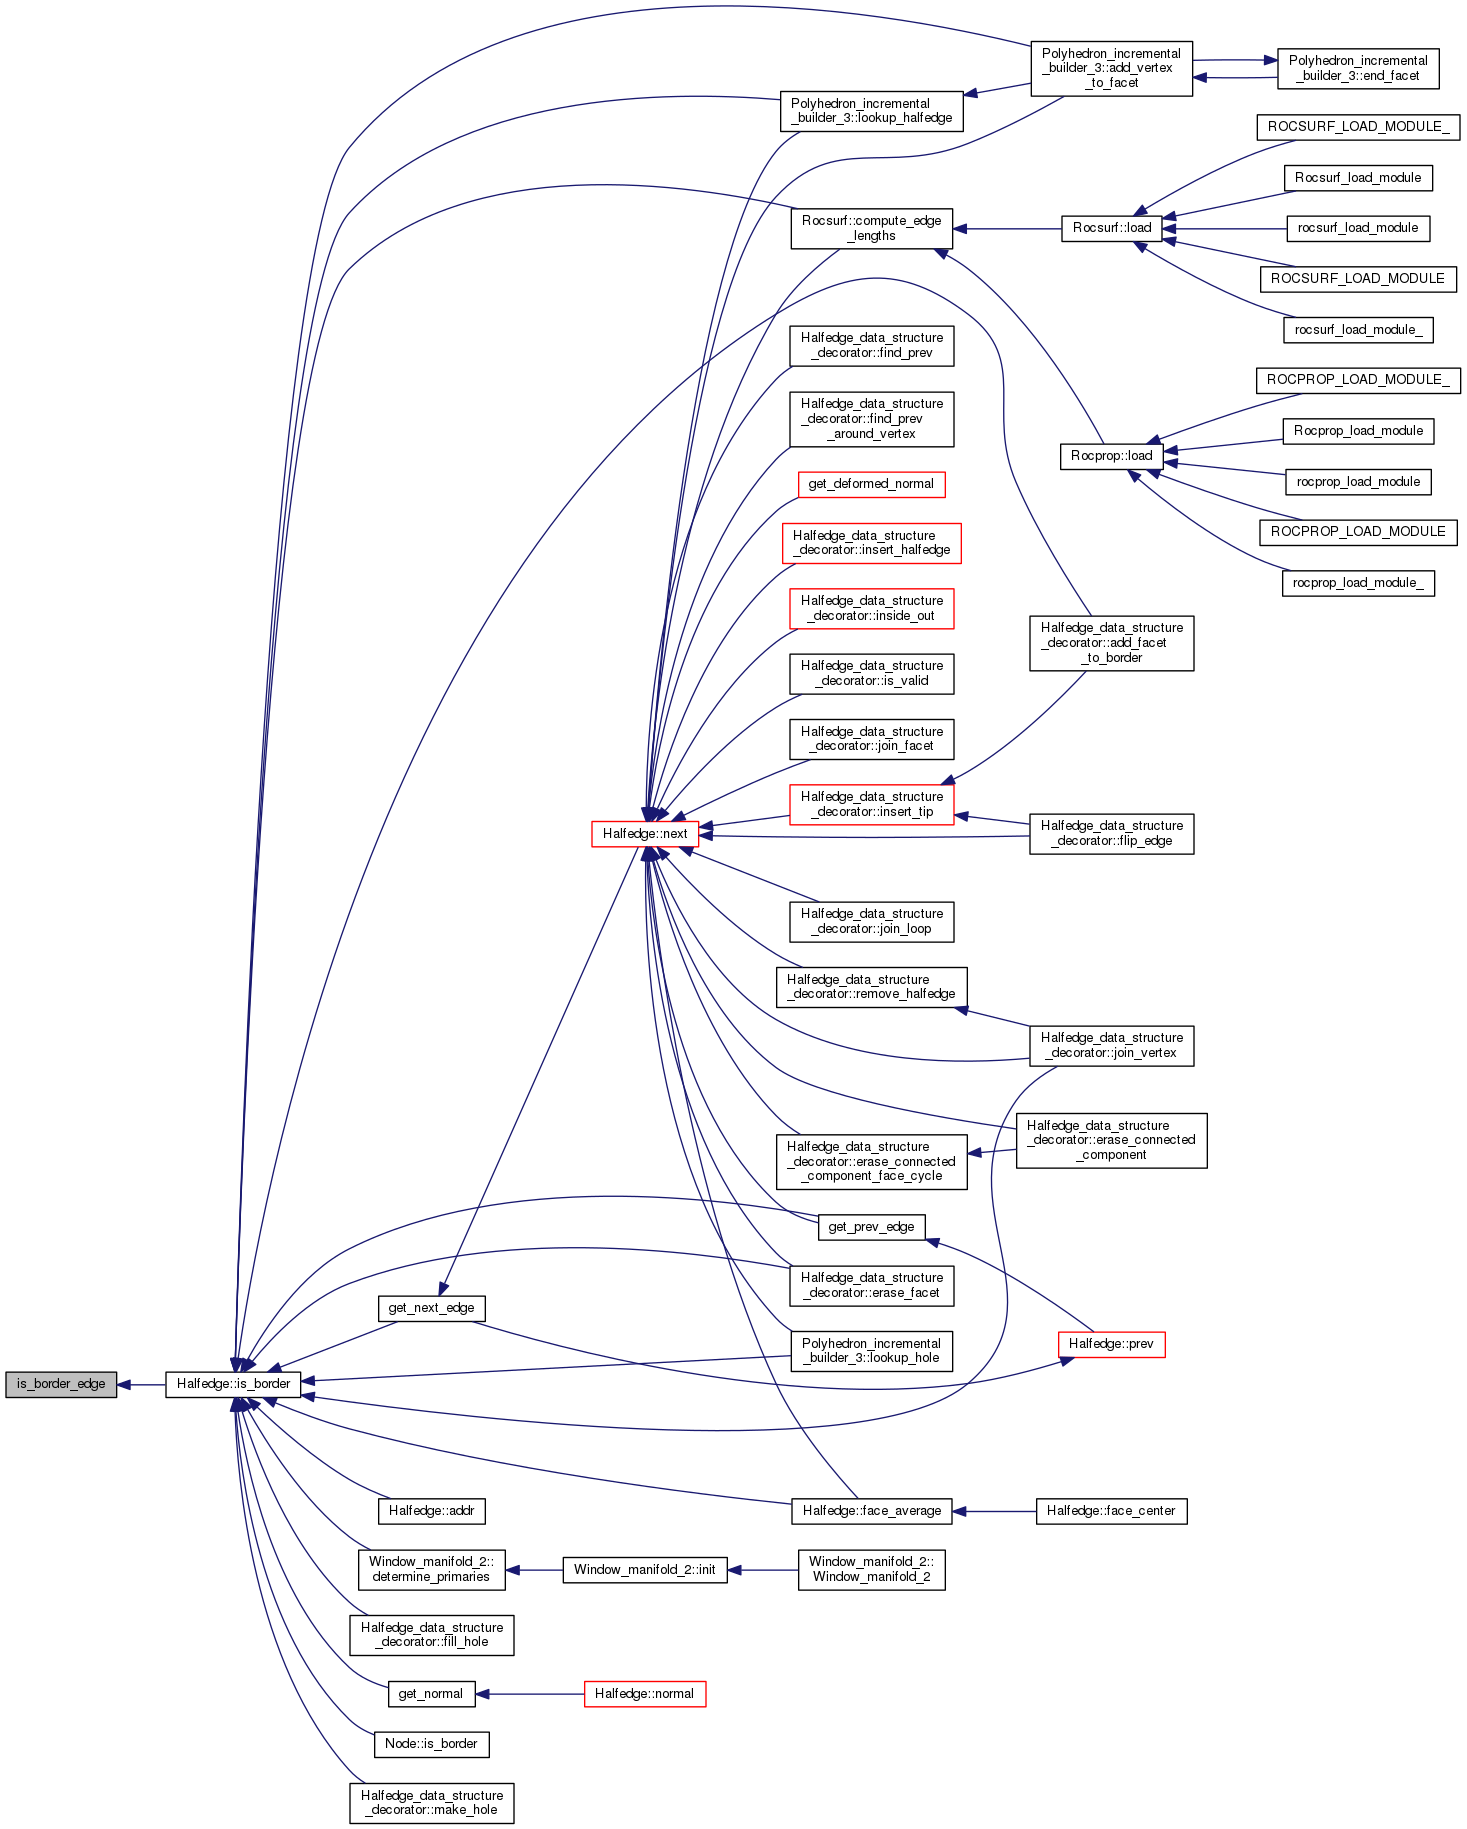 Polyhedron_incremental
_builder_3::add_vertex
_to_facet
Polyhedron_incremental
_builder_3::end_facet
Polyhedron_incremental
_builder_3::lookup_halfedge
ROCSURF_LOAD_MODULE_
Rocsurf_load_module
Rocsurf::compute_edge
_lengths
Rocsurf::load
rocsurf_load_module
ROCSURF_LOAD_MODULE
rocsurf_load_module_
Halfedge_data_structure
_decorator::find_prev
ROCPROP_LOAD_MODULE_
Halfedge_data_structure
_decorator::find_prev
_around_vertex
Rocprop_load_module
Rocprop::load
rocprop_load_module
get_deformed_normal
ROCPROP_LOAD_MODULE
Halfedge_data_structure
_decorator::insert_halfedge
rocprop_load_module_
Halfedge_data_structure
_decorator::inside_out
Halfedge_data_structure
_decorator::add_facet
_to_border
Halfedge_data_structure
_decorator::is_valid
Halfedge_data_structure
_decorator::join_facet
Halfedge_data_structure
_decorator::insert_tip
Halfedge::next
Halfedge_data_structure
_decorator::flip_edge
Halfedge_data_structure
_decorator::join_loop
Halfedge_data_structure
_decorator::remove_halfedge
Halfedge_data_structure
_decorator::join_vertex
Halfedge_data_structure
_decorator::erase_connected
_component
Halfedge_data_structure
_decorator::erase_connected
_component_face_cycle
get_prev_edge
Halfedge_data_structure
_decorator::erase_facet
get_next_edge
Polyhedron_incremental
_builder_3::lookup_hole
Halfedge::prev
is_border_edge
Halfedge::is_border
Halfedge::addr
Halfedge::face_average
Halfedge::face_center
Window_manifold_2::
determine_primaries
Window_manifold_2::init
Window_manifold_2::
Window_manifold_2
Halfedge_data_structure
_decorator::fill_hole
get_normal
Halfedge::normal
Node::is_border
Halfedge_data_structure
_decorator::make_hole